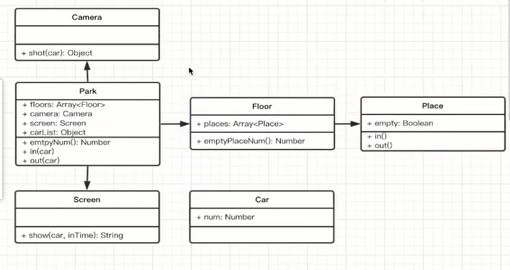 Camera
+ shot(car): Object
Park
+ floors: Array<Floor>
+ camera: Camera
+ screen: Screen
+ carList: Object
+ emtpyNum(): Number
+ in(car)
+ out(car)
Floor
+ places: Array<Place>
+ emptyPlaceNum(): Number
Place
+ empty: Boolean
+ in()
+ out()
Screen
+ show(car, inTime): String
Car
+ num: Number